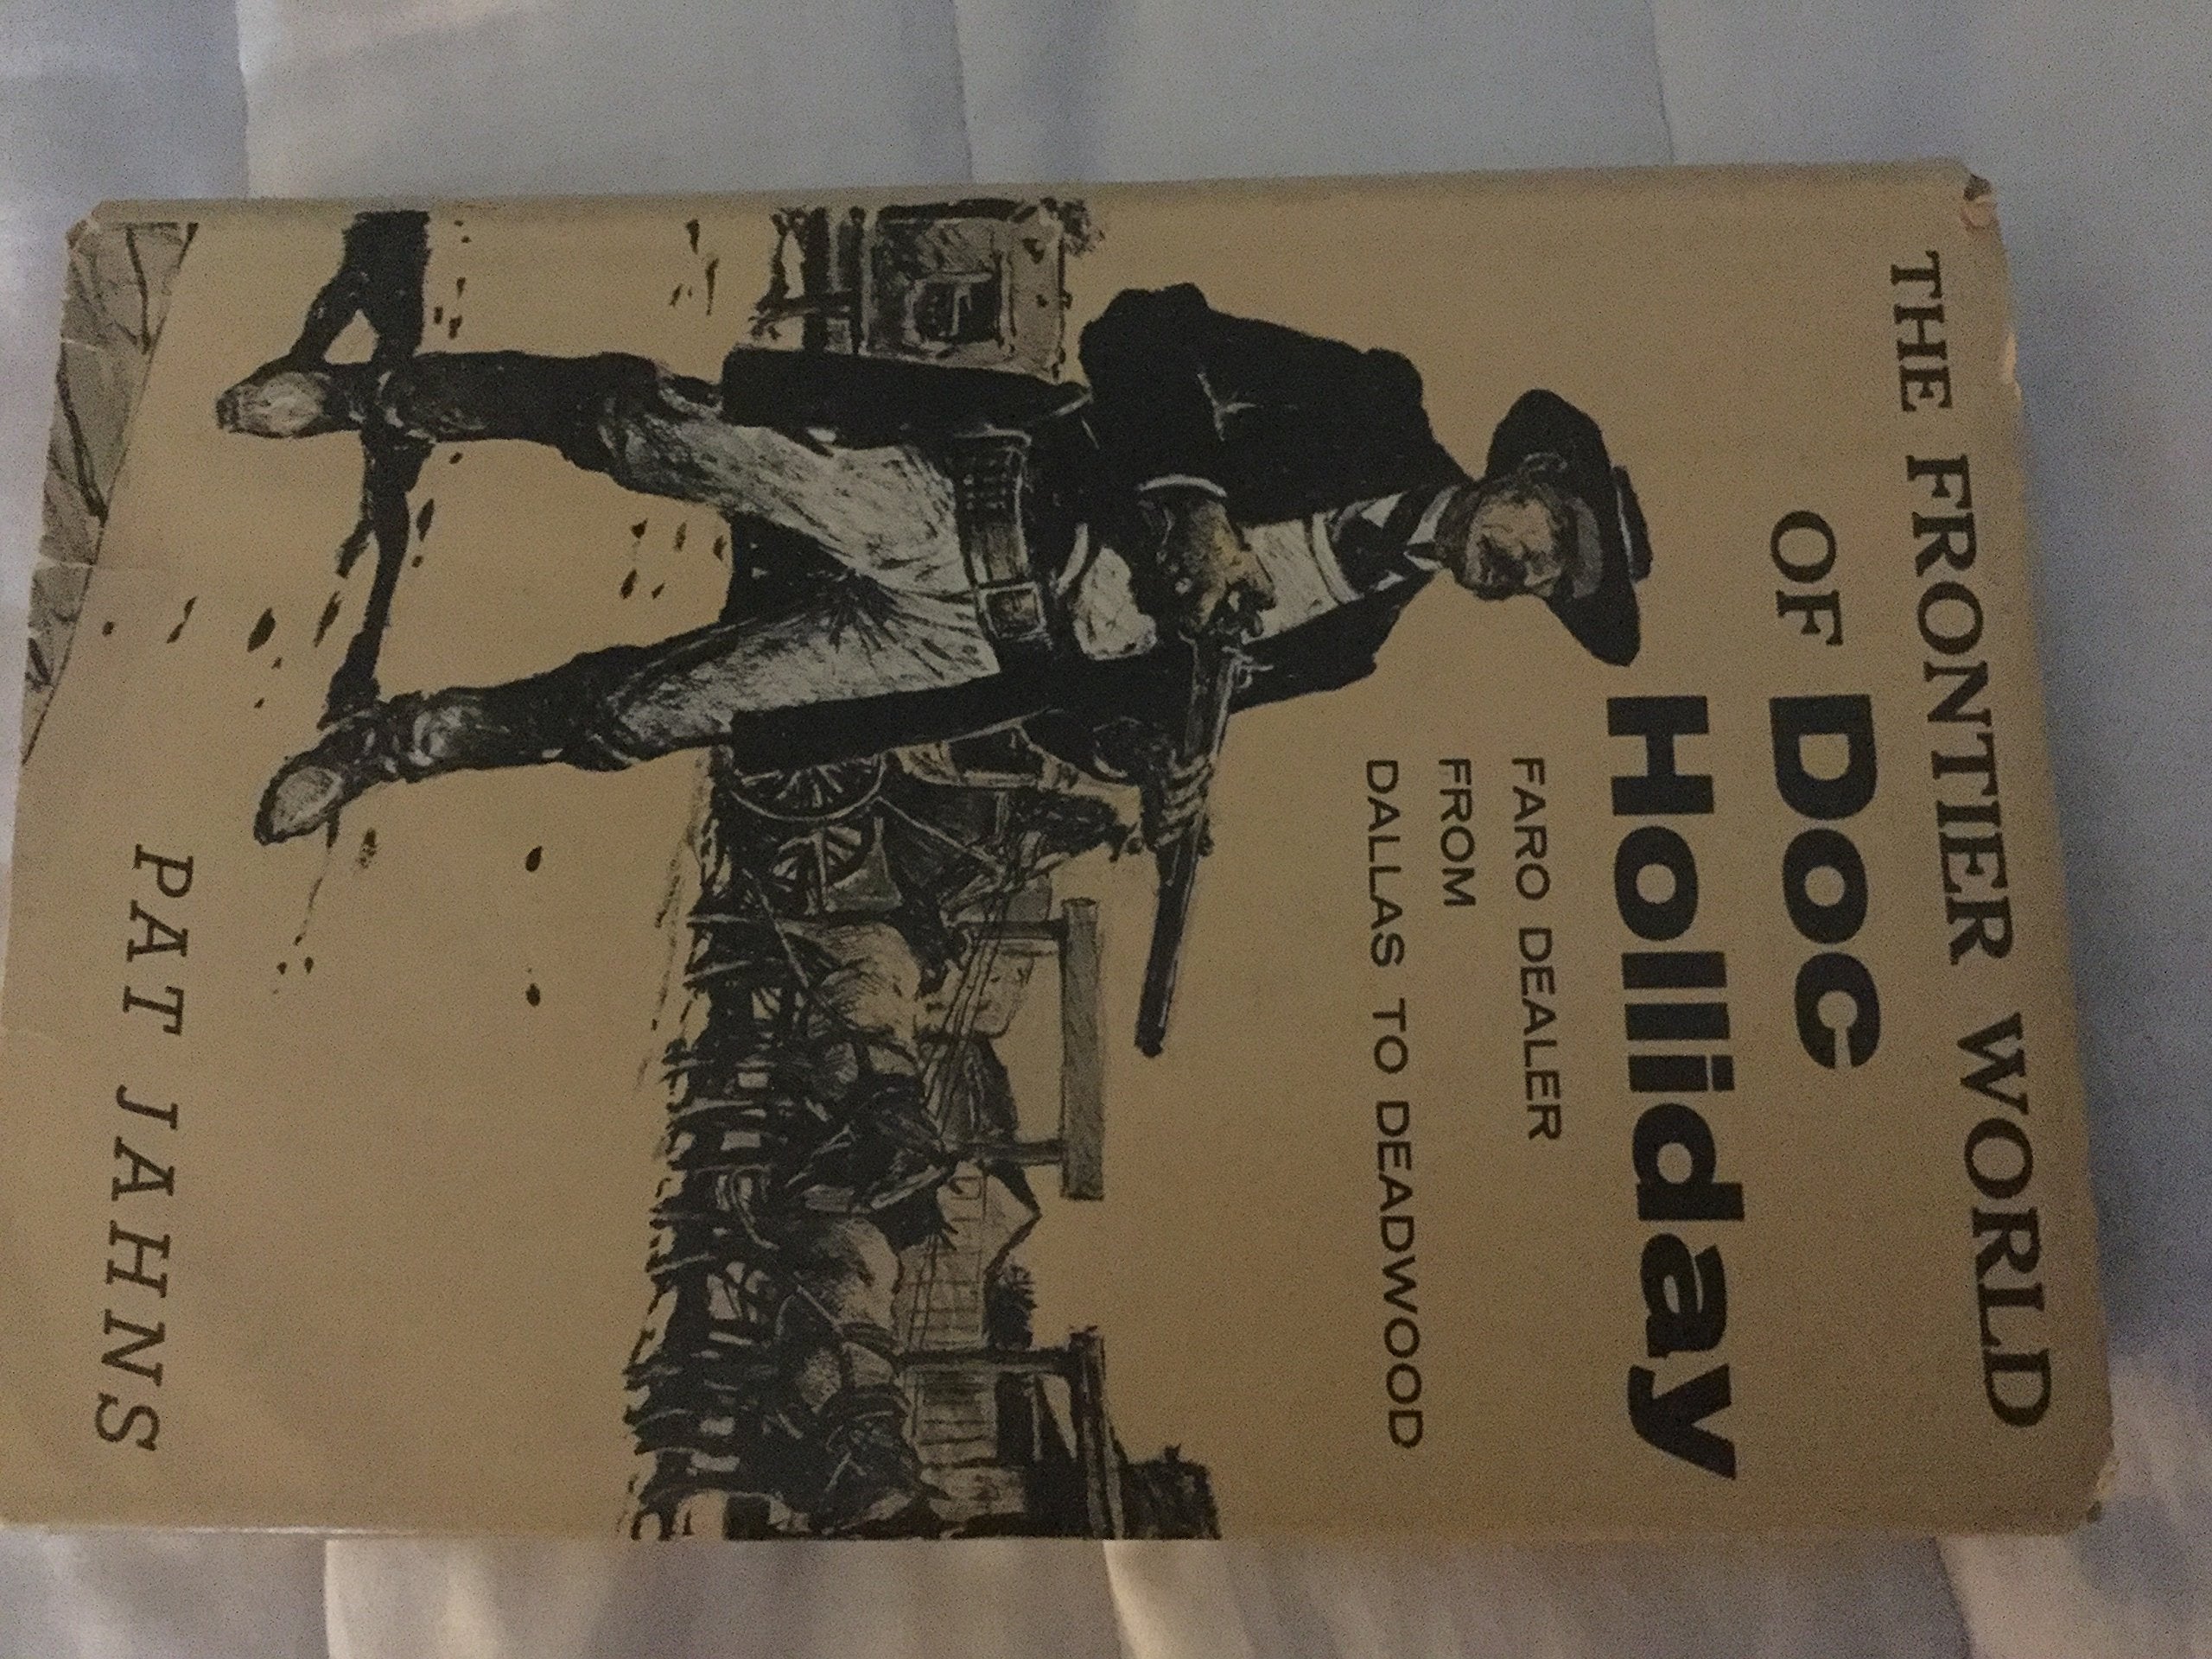 THE FRONTIER WORLD
OF Doc
Holliday
FARO DEALER
FROM
DALLAS TO DEADWOOD
PAT JAHNS